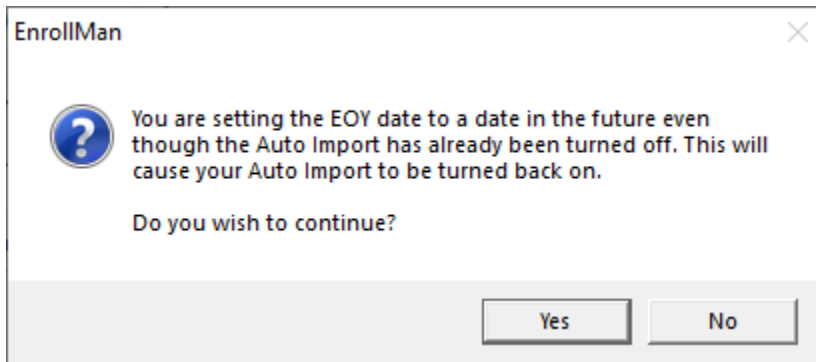 EnrollMan
You are setting the EOY date to a date in the future even
though the Auto Import has already been turned off. This will
cause your Auto Import to be turned back on.
Do you wish to continue?
Yes
No